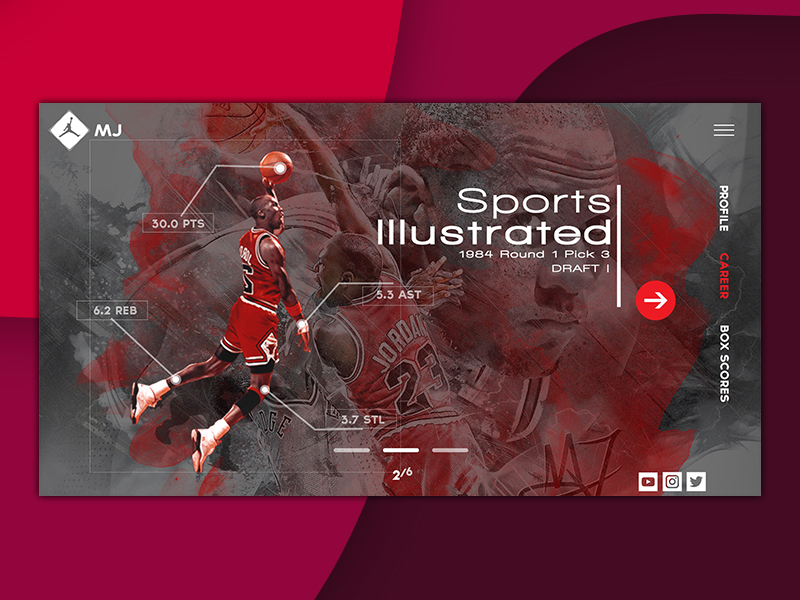 MJ
30.0 PTS
6.2 REB
5.3 AST
3.7 STL
Sports
Illustrated
1984 Round 1 Pick 3
DRAFT |
PROFILE
CAREER
BOX SCORES
JORDAN
23
2/6
MJ